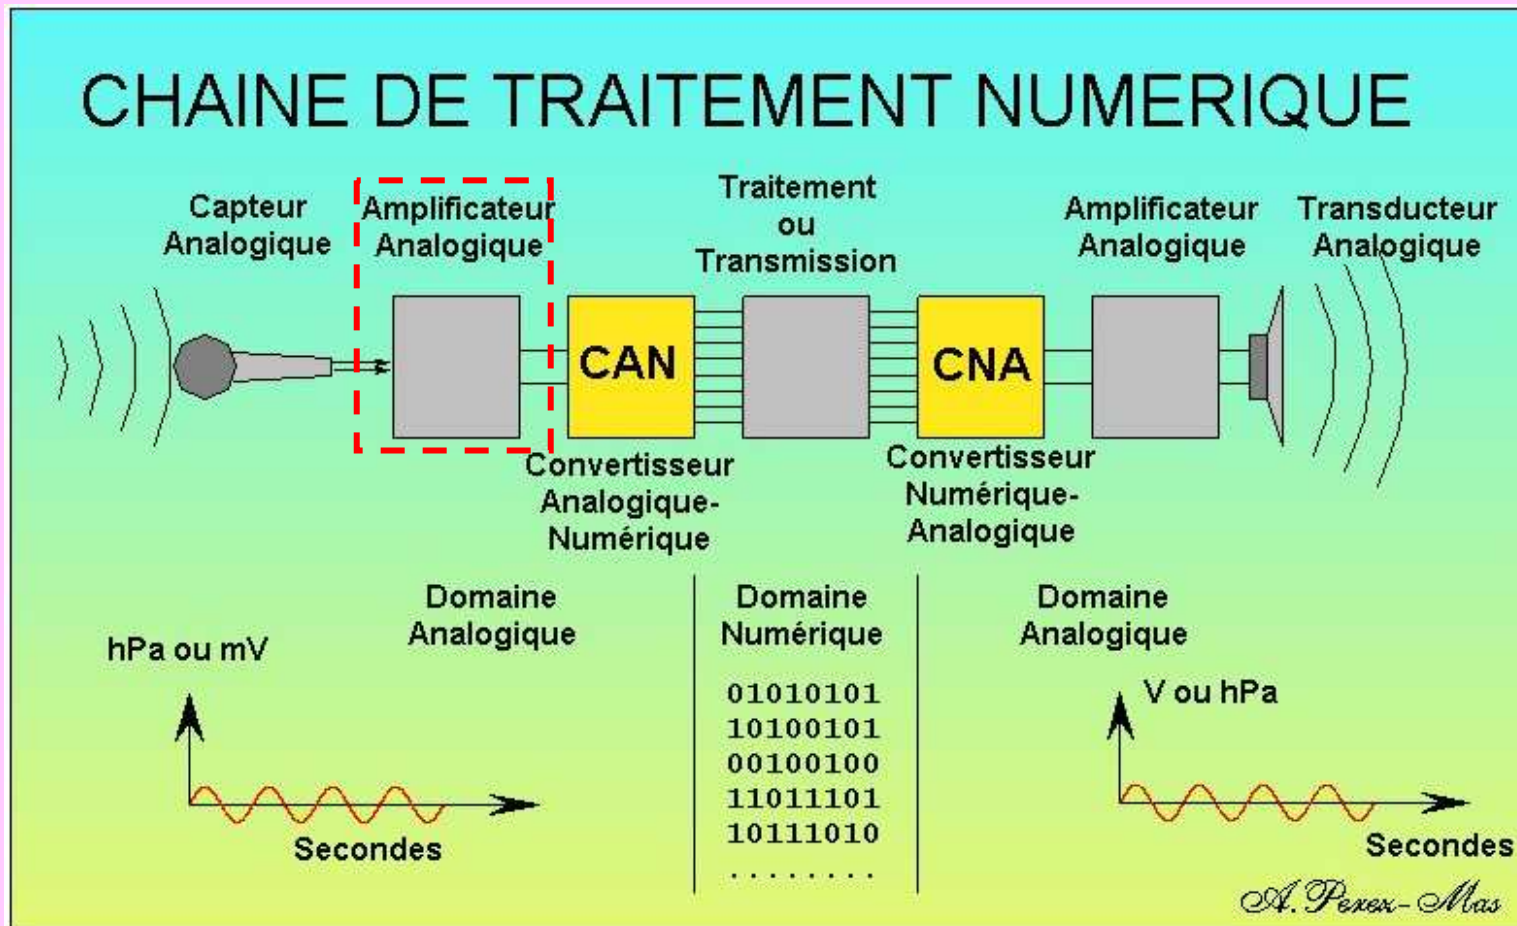 CHAINE DE TRAITEMENT NUMERIQUE
Capteur
Analogique
Amplificateur
Analogique
Traitement
ou
Transmission
Amplificateur
Analogique
Transducteur
Analogique
CAN
CNA
Convertisseur
Analogique-
Numérique
Convertisseur
Numérique-
Analogique
Domaine
Analogique
Domaine
Numérique
Domaine
Analogique
hPa ou mV
Secondes
01010101
10100101
00100100
11011101
10111010
. . . . . . . .
V ou hPa
Secondes
A. Perex-Mas